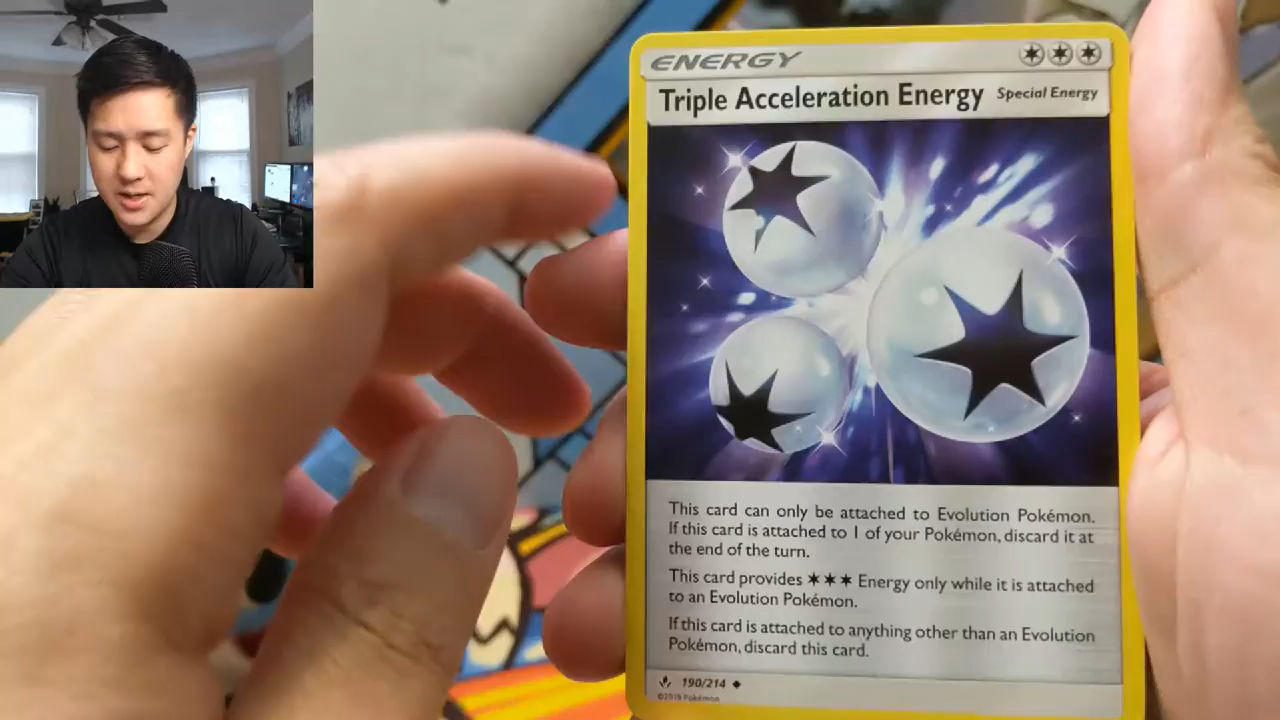 ENERGY
Triple Acceleration Energy Special Energy
This card can only be attached to Evolution Pokémon.
If this card is attached to 1 of your Pokémon, discard it at
the end of the turn.
This card provides ✶✶✶ Energy only while it is attached
to an Evolution Pokémon.
If this card is attached to anything other than an Evolution
Pokémon, discard this card.
190/214 ◆
©2019 Pokémon